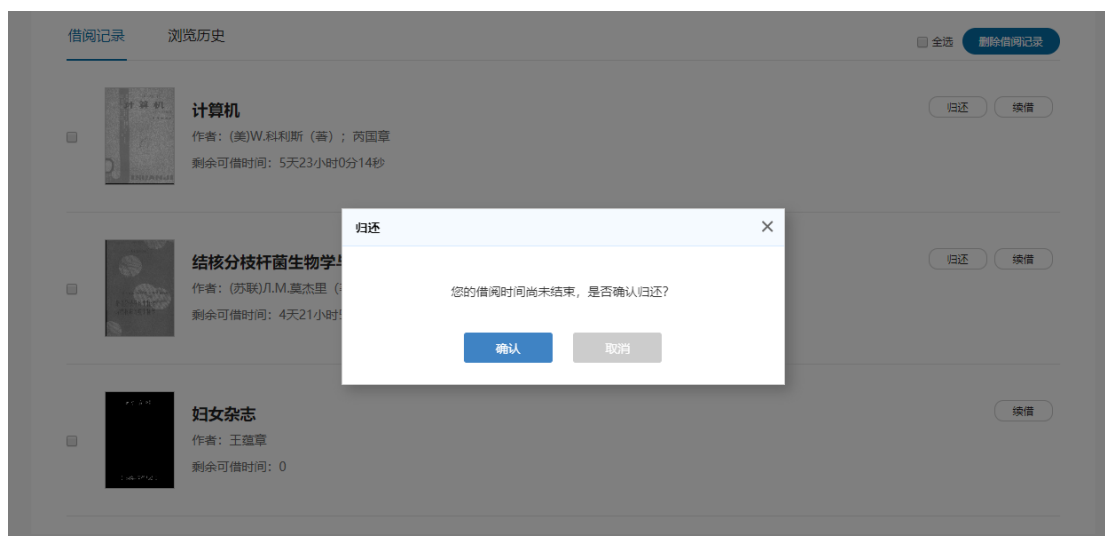 借阅记录 浏览历史
全选 删除借阅记录
计算机
归还 续借
作者：(美)W.科利斯（著）；芮国章
剩余可借时间：5天23小时0分14秒
归还
结核分枝杆菌生物学
归还 续借
作者：(苏联)Л.М.莫杰里
剩余可借时间：4天21小时
您的借阅时间尚未结束，是否确认归还？
确认 取消
妇女杂志
续借
作者：王蕴章
剩余可借时间：0